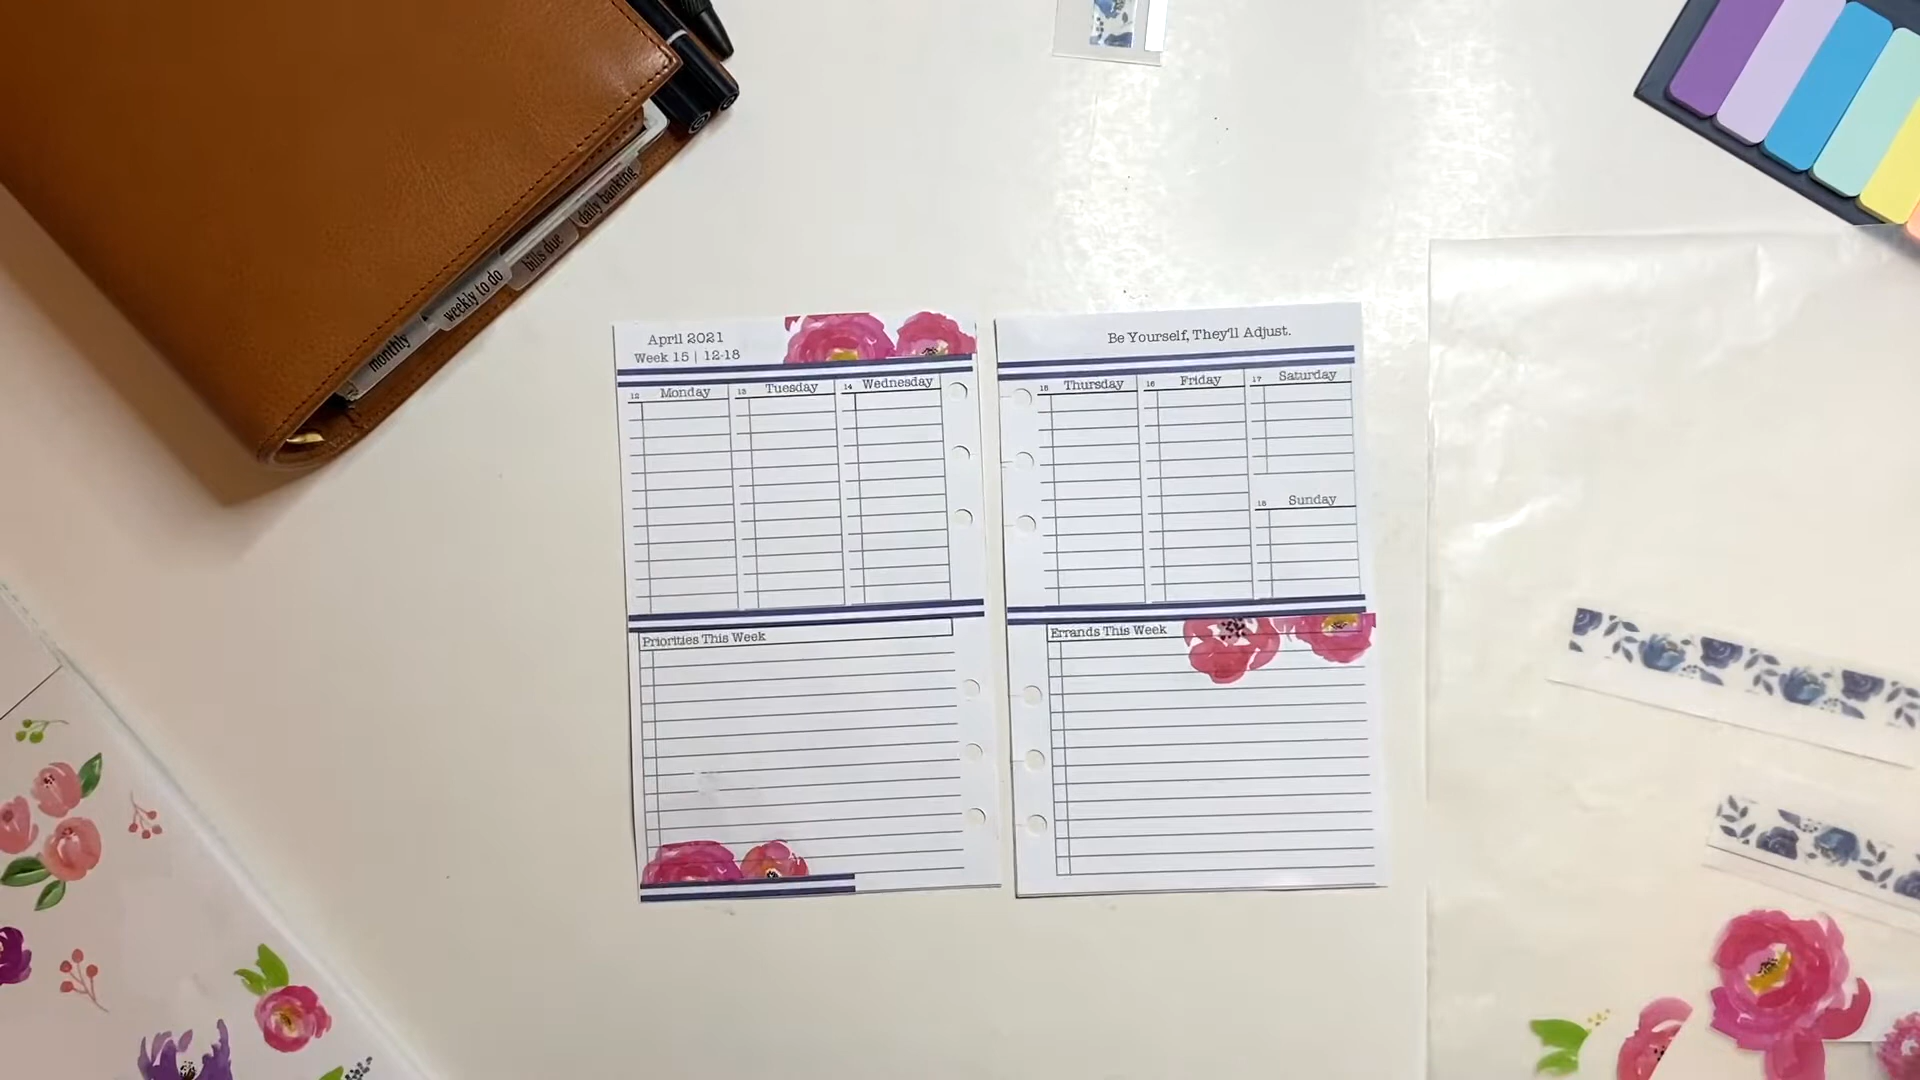 monthly
weekly to do
bills due
daily banking
April 2021
Week 15 | 12-18
12 Monday
13 Tuesday
14 Wednesday
Priorities This Week
Be Yourself, They'll Adjust.
15 Thursday
16 Friday
17 Saturday
18 Sunday
Errands This Week